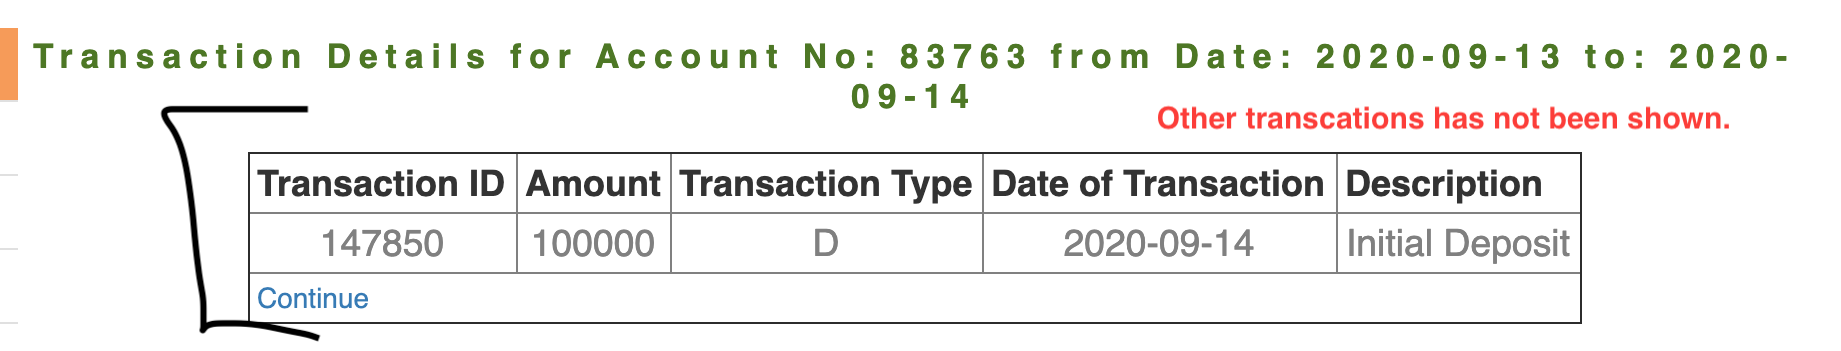 Transaction Details for Account No: 83763 from Date: 2020-09-13 to: 2020-
09-14
Other transcations has not been shown.
Transaction ID Amount Transaction Type Date of Transaction Description
147850 100000 D 2020-09-14 Initial Deposit
Continue